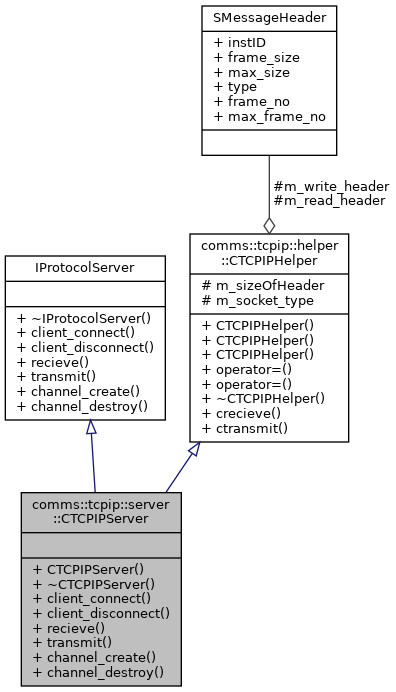 SMessageHeader
+ instID
+ frame_size
+ max_size
+ type
+ frame_no
+ max_frame_no
#m_write_header
#m_read_header
comms::tcpip::helper
::CTCPIPHelper
# m_sizeOfHeader
# m_socket_type
+ CTCPIPHelper()
+ CTCPIPHelper()
+ CTCPIPHelper()
+ operator=()
+ operator=()
+ ~CTCPIPHelper()
+ crecieve()
+ ctransmit()
IProtocolServer
+ ~IProtocolServer()
+ client_connect()
+ client_disconnect()
+ recieve()
+ transmit()
+ channel_create()
+ channel_destroy()
comms::tcpip::server
::CTCPIPServer
+ CTCPIPServer()
+ ~CTCPIPServer()
+ client_connect()
+ client_disconnect()
+ recieve()
+ transmit()
+ channel_create()
+ channel_destroy()